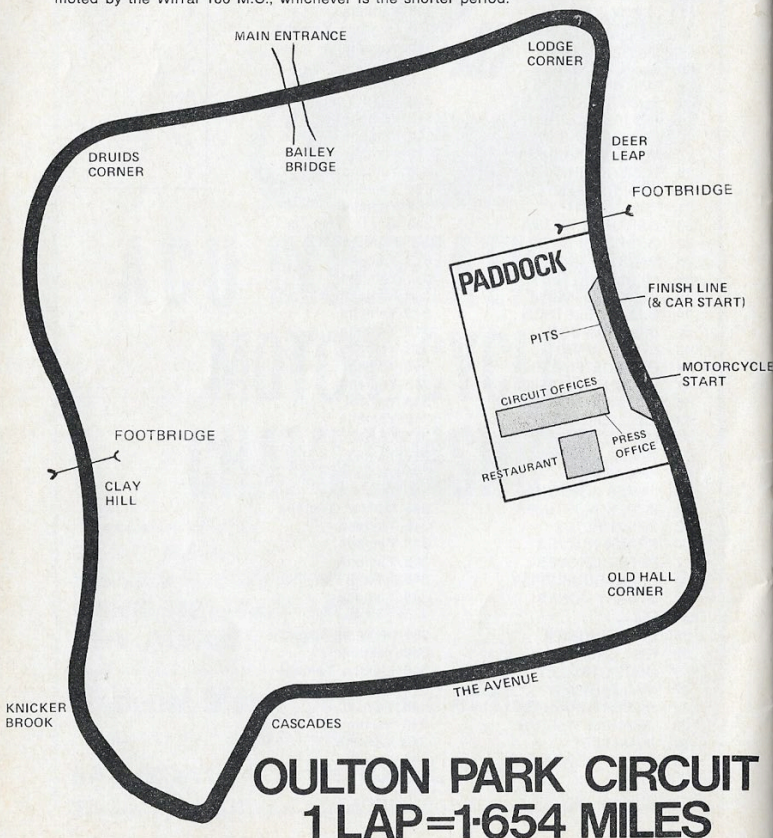 moted by the Wirral 100 M.C., whichever is the shorter period.
MAIN ENTRANCE
LODGE
CORNER
DRUIDS
CORNER
BAILEY
BRIDGE
DEER
LEAP
FOOTBRIDGE
PADDOCK
FINISH LINE
(& CAR START)
PITS
MOTORCYCLE
START
CIRCUIT OFFICES
PRESS
OFFICE
RESTAURANT
FOOTBRIDGE
CLAY
HILL
OLD HALL
CORNER
THE AVENUE
KNICKER
BROOK
CASCADES
OULTON PARK CIRCUIT
1 LAP=1·654 MILES